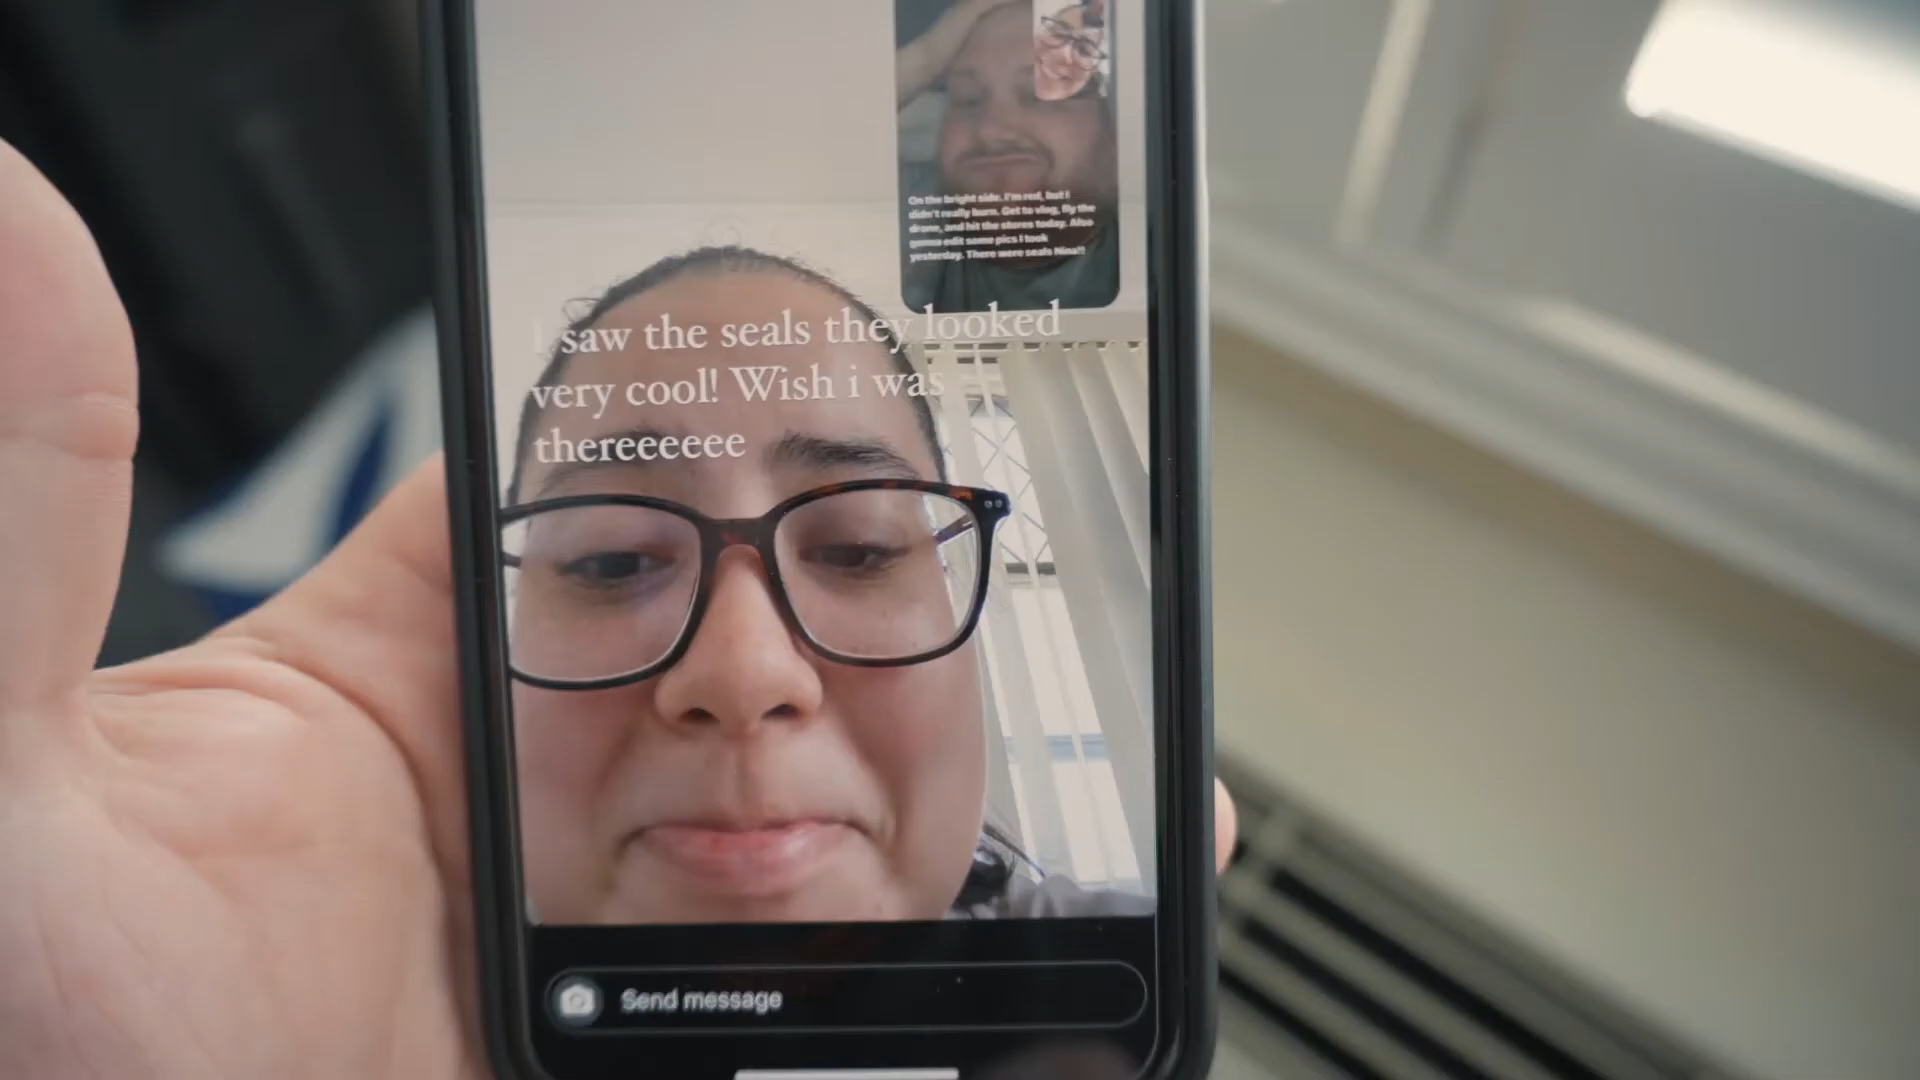 On the bright side. I'm red, but I
didn't really burn. Get to vlog, fly the
drone, and hit the stores today. Also
gonna edit some pics I took
yesterday. There were seals Nina!!
I saw the seals they looked
very cool! Wish i was
thereeeeee
Send message